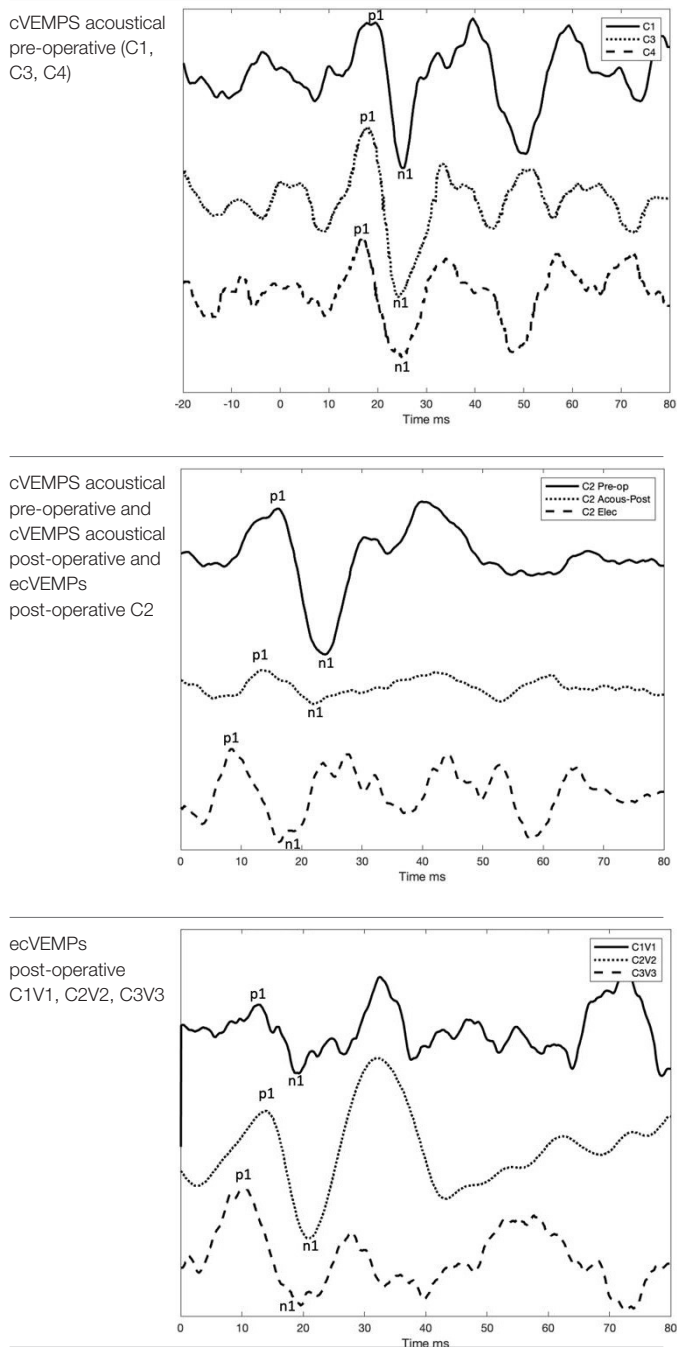 cVEMPS acoustical
pre-operative (C1,
C3, C4)
p1
C1
C3
C4
p1
n1
p1
n1
n1
-20 -10 0 10 20 30 40 50 60 70 80
Time ms
cVEMPS acoustical
pre-operative and
cVEMPS acoustical
post-operative and
ecVEMPs
post-operative C2
p1
C2 Pre-op
C2 Acous-Post
C2 Elec
p1
n1
n1
p1
n1
0 10 20 30 40 50 60 70 80
Time ms
ecVEMPs
post-operative
C1V1, C2V2, C3V3
C1V1
C2V2
C3V3
p1
n1
p1
p1
n1
n1
0 10 20 30 40 50 60 70 80
Time ms